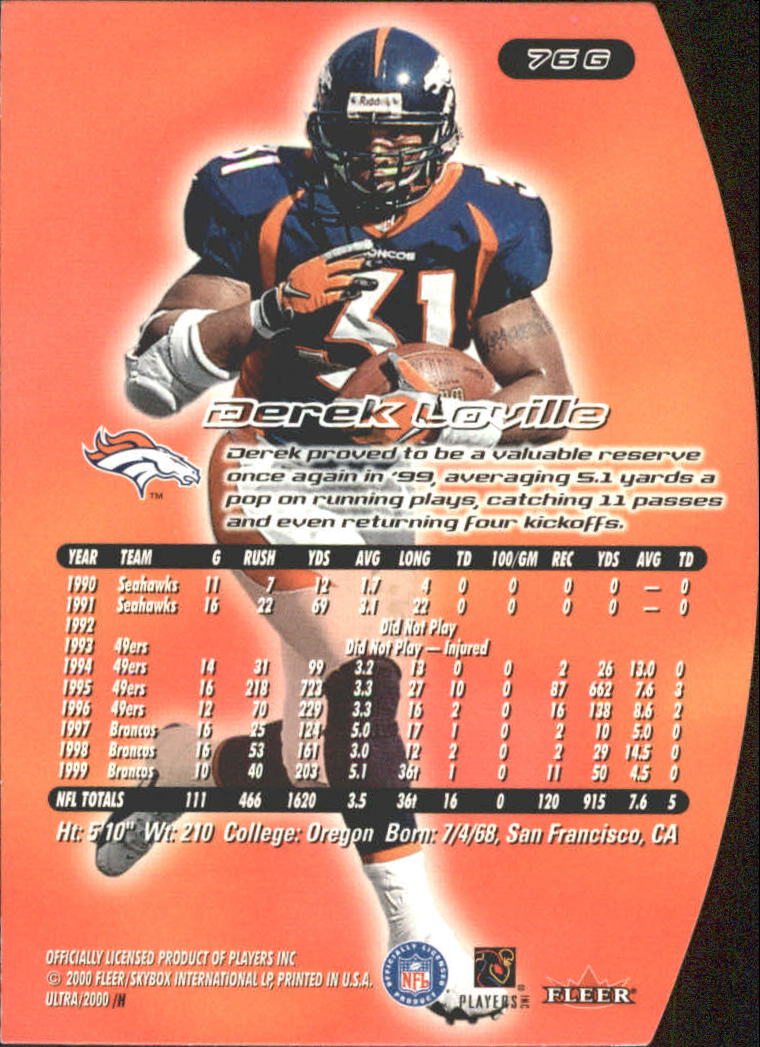 76 G
Riddell
31
31
Derek Loville
Derek proved to be a valuable reserve
once again in '99, averaging 5.1 yards a
pop on running plays, catching 11 passes
and even returning four kickoffs.
TM
YEAR TEAM G RUSH YDS AVG LONG TD 100/GM REC YDS AVG TD
1990 Seahawks 11 7 12 1.7 4 0 0 0 0 — 0
1991 Seahawks 16 22 69 3.1 22 0 0 0 0 — 0
1992 Did Not Play
1993 49ers Did Not Play — Injured
1994 49ers 14 31 99 3.2 13 0 0 2 26 13.0 0
1995 49ers 16 218 723 3.3 27 10 0 87 662 7.6 3
1996 49ers 12 70 229 3.3 16 2 0 16 138 8.6 2
1997 Broncos 16 25 124 5.0 17 1 0 2 10 5.0 0
1998 Broncos 16 53 161 3.0 12 2 0 2 29 14.5 0
1999 Broncos 10 40 203 5.1 36t 1 0 11 50 4.5 0
NFL TOTALS 111 466 1620 3.5 36t 16 0 120 915 7.6 5
Ht: 5'10" Wt: 210 College: Oregon Born: 7/4/68, San Francisco, CA
OFFICIALLY LICENSED PRODUCT OF PLAYERS INC
© 2000 FLEER/SKYBOX INTERNATIONAL LP, PRINTED IN U.S.A.
ULTRA/2000 /H
OFFICIALLY LICENSED PRODUCT
NFL
PLAYERS INC
FLEER